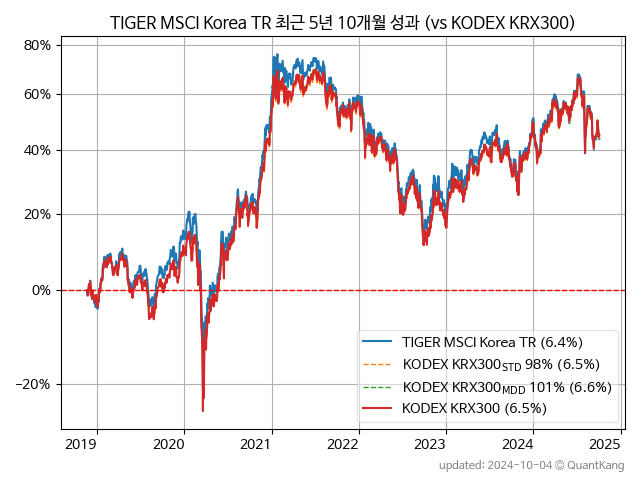 TIGER MSCI Korea TR 최근 5년 10개월 성과 (vs KODEX KRX300)
80%
60%
40%
20%
0%
−20%
TIGER MSCI Korea TR (6.4%)
KODEX KRX300STD 98% (6.5%)
KODEX KRX300MDD 101% (6.6%)
KODEX KRX300 (6.5%)
2019 2020 2021 2022 2023 2024 2025
updated: 2024-10-04 © QuantKang